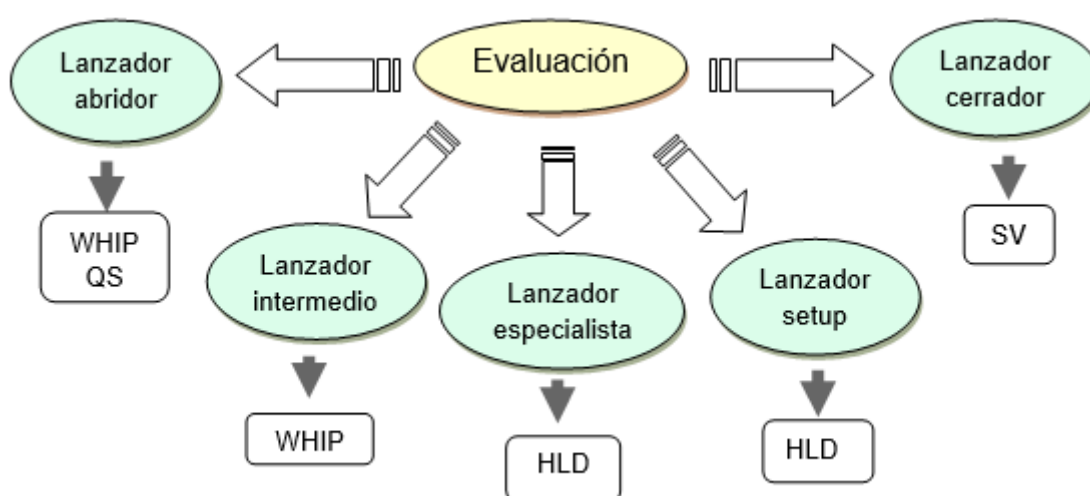 Evaluación
Lanzador
abridor
Lanzador
cerrador
WHIP
QS
SV
Lanzador
intermedio
Lanzador
especialista
Lanzador
setup
WHIP
HLD
HLD